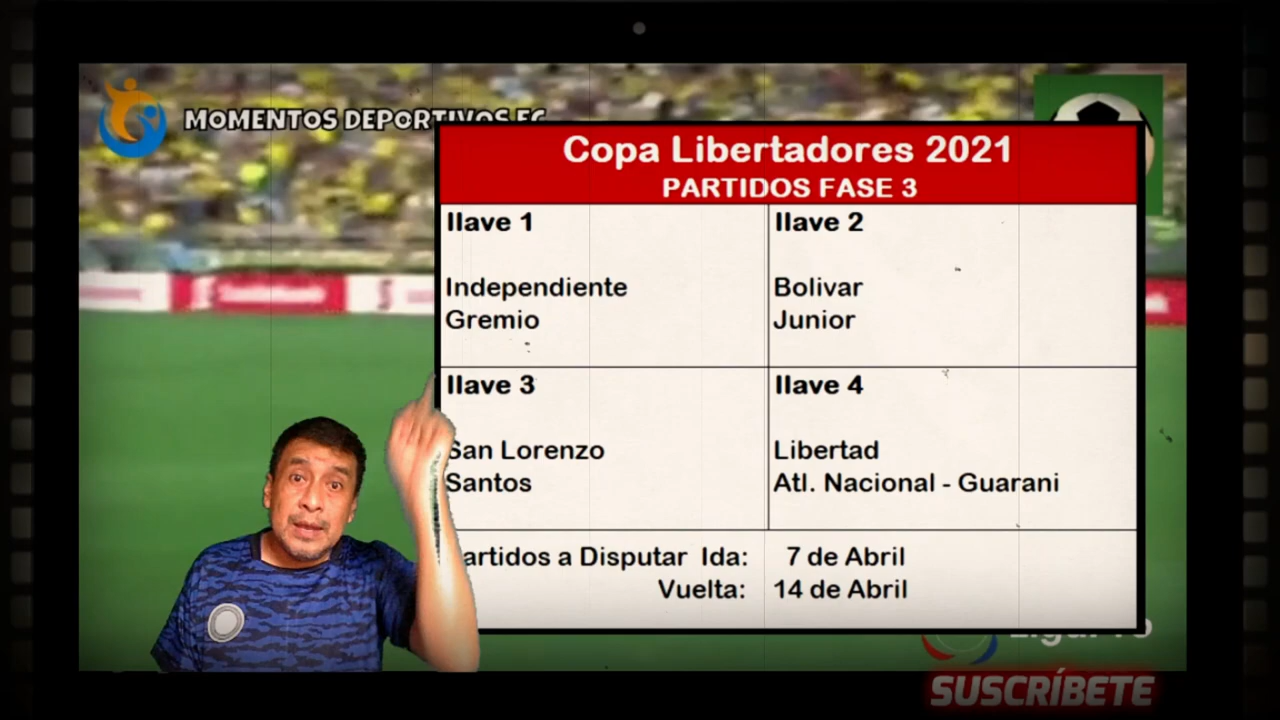 MOMENTOS DEPORTIVOS FC
Copa Libertadores 2021
PARTIDOS FASE 3
llave 1
Independiente
Gremio
llave 2
Bolivar
Junior
llave 3
San Lorenzo
Santos
llave 4
Libertad
Atl. Nacional - Guarani
artidos a Disputar Ida: 7 de Abril
Vuelta: 14 de Abril
SUSCRÍBETE